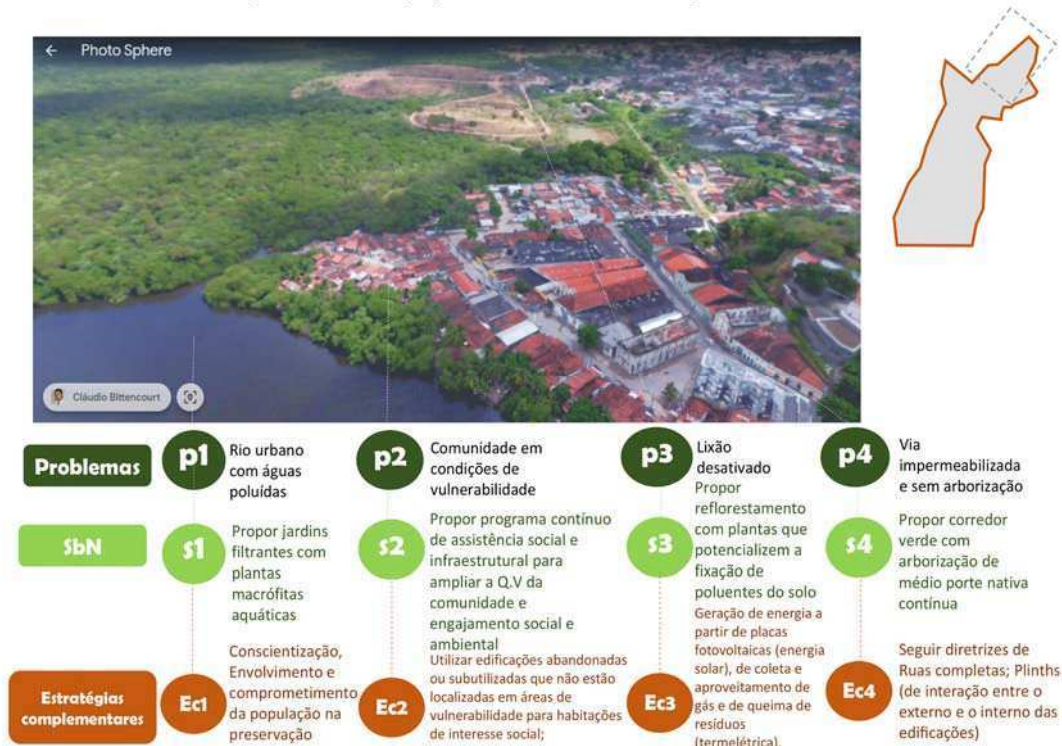 Photo Sphere
Cláudio Bittencourt
Problemas
p1
Rio urbano
com águas
poluídas
p2
Comunidade em
condições de
vulnerabilidade
p3
Lixão
desativado
p4
Via
impermeabilizada
e sem arborização
SbN
s1
Propor jardins
filtrantes com
plantas
macrófitas
aquáticas
s2
Propor programa contínuo
de assistência social e
infraestrutural para
ampliar a Q.V da
comunidade e
engajamento social e
ambiental
s3
Propor
reflorestamento
com plantas que
potencializem a
fixação de
poluentes do solo
s4
Propor corredor
verde com
arborização de
médio porte nativa
contínua
Estratégias
complementares
Ec1
Conscientização,
Envolvimento e
comprometimento
da população na
preservação
Ec2
Utilizar edificações abandonadas
ou subutilizadas que não estão
localizadas em áreas de
vulnerabilidade para habitações
de interesse social;
Ec3
Geração de energia a
partir de placas
fotovoltaicas (energia
solar), de coleta e
aproveitamento de
gás e de queima de
resíduos
(termelétrica).
Ec4
Seguir diretrizes de
Ruas completas; Plinths
(de interação entre o
externo e o interno das
edificações)